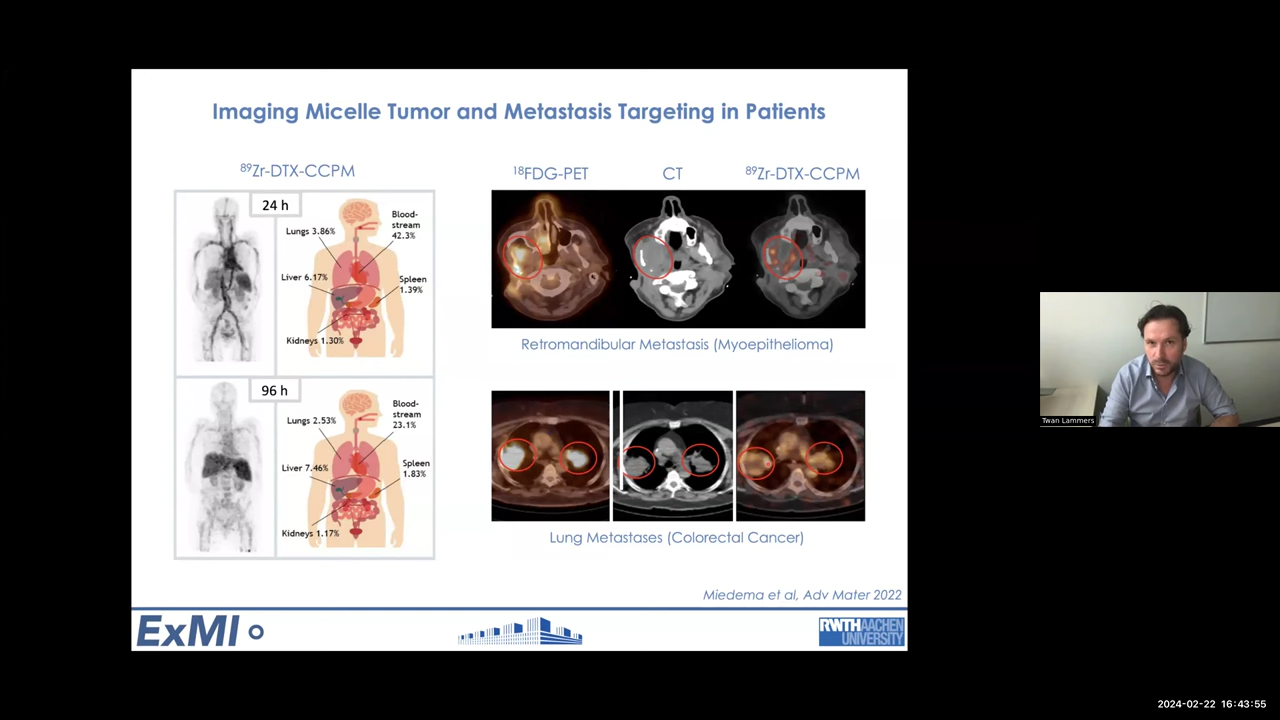 Imaging Micelle Tumor and Metastasis Targeting in Patients
⁸⁹Zr-DTX-CCPM
24 h
Lungs 3.86%
Blood-
stream
42.3%
Liver 6.17%
Spleen
1.39%
Kidneys 1.30%
96 h
Lungs 2.53%
Blood-
stream
23.1%
Liver 7.46%
Spleen
1.83%
Kidneys 1.17%
¹⁸FDG-PET
CT
⁸⁹Zr-DTX-CCPM
Retromandibular Metastasis (Myoepithelioma)
Lung Metastases (Colorectal Cancer)
Miedema et al, Adv Mater 2022
ExMI
RWTHAACHEN
UNIVERSITY
Twan Lammers
2024-02-22 16:43:55